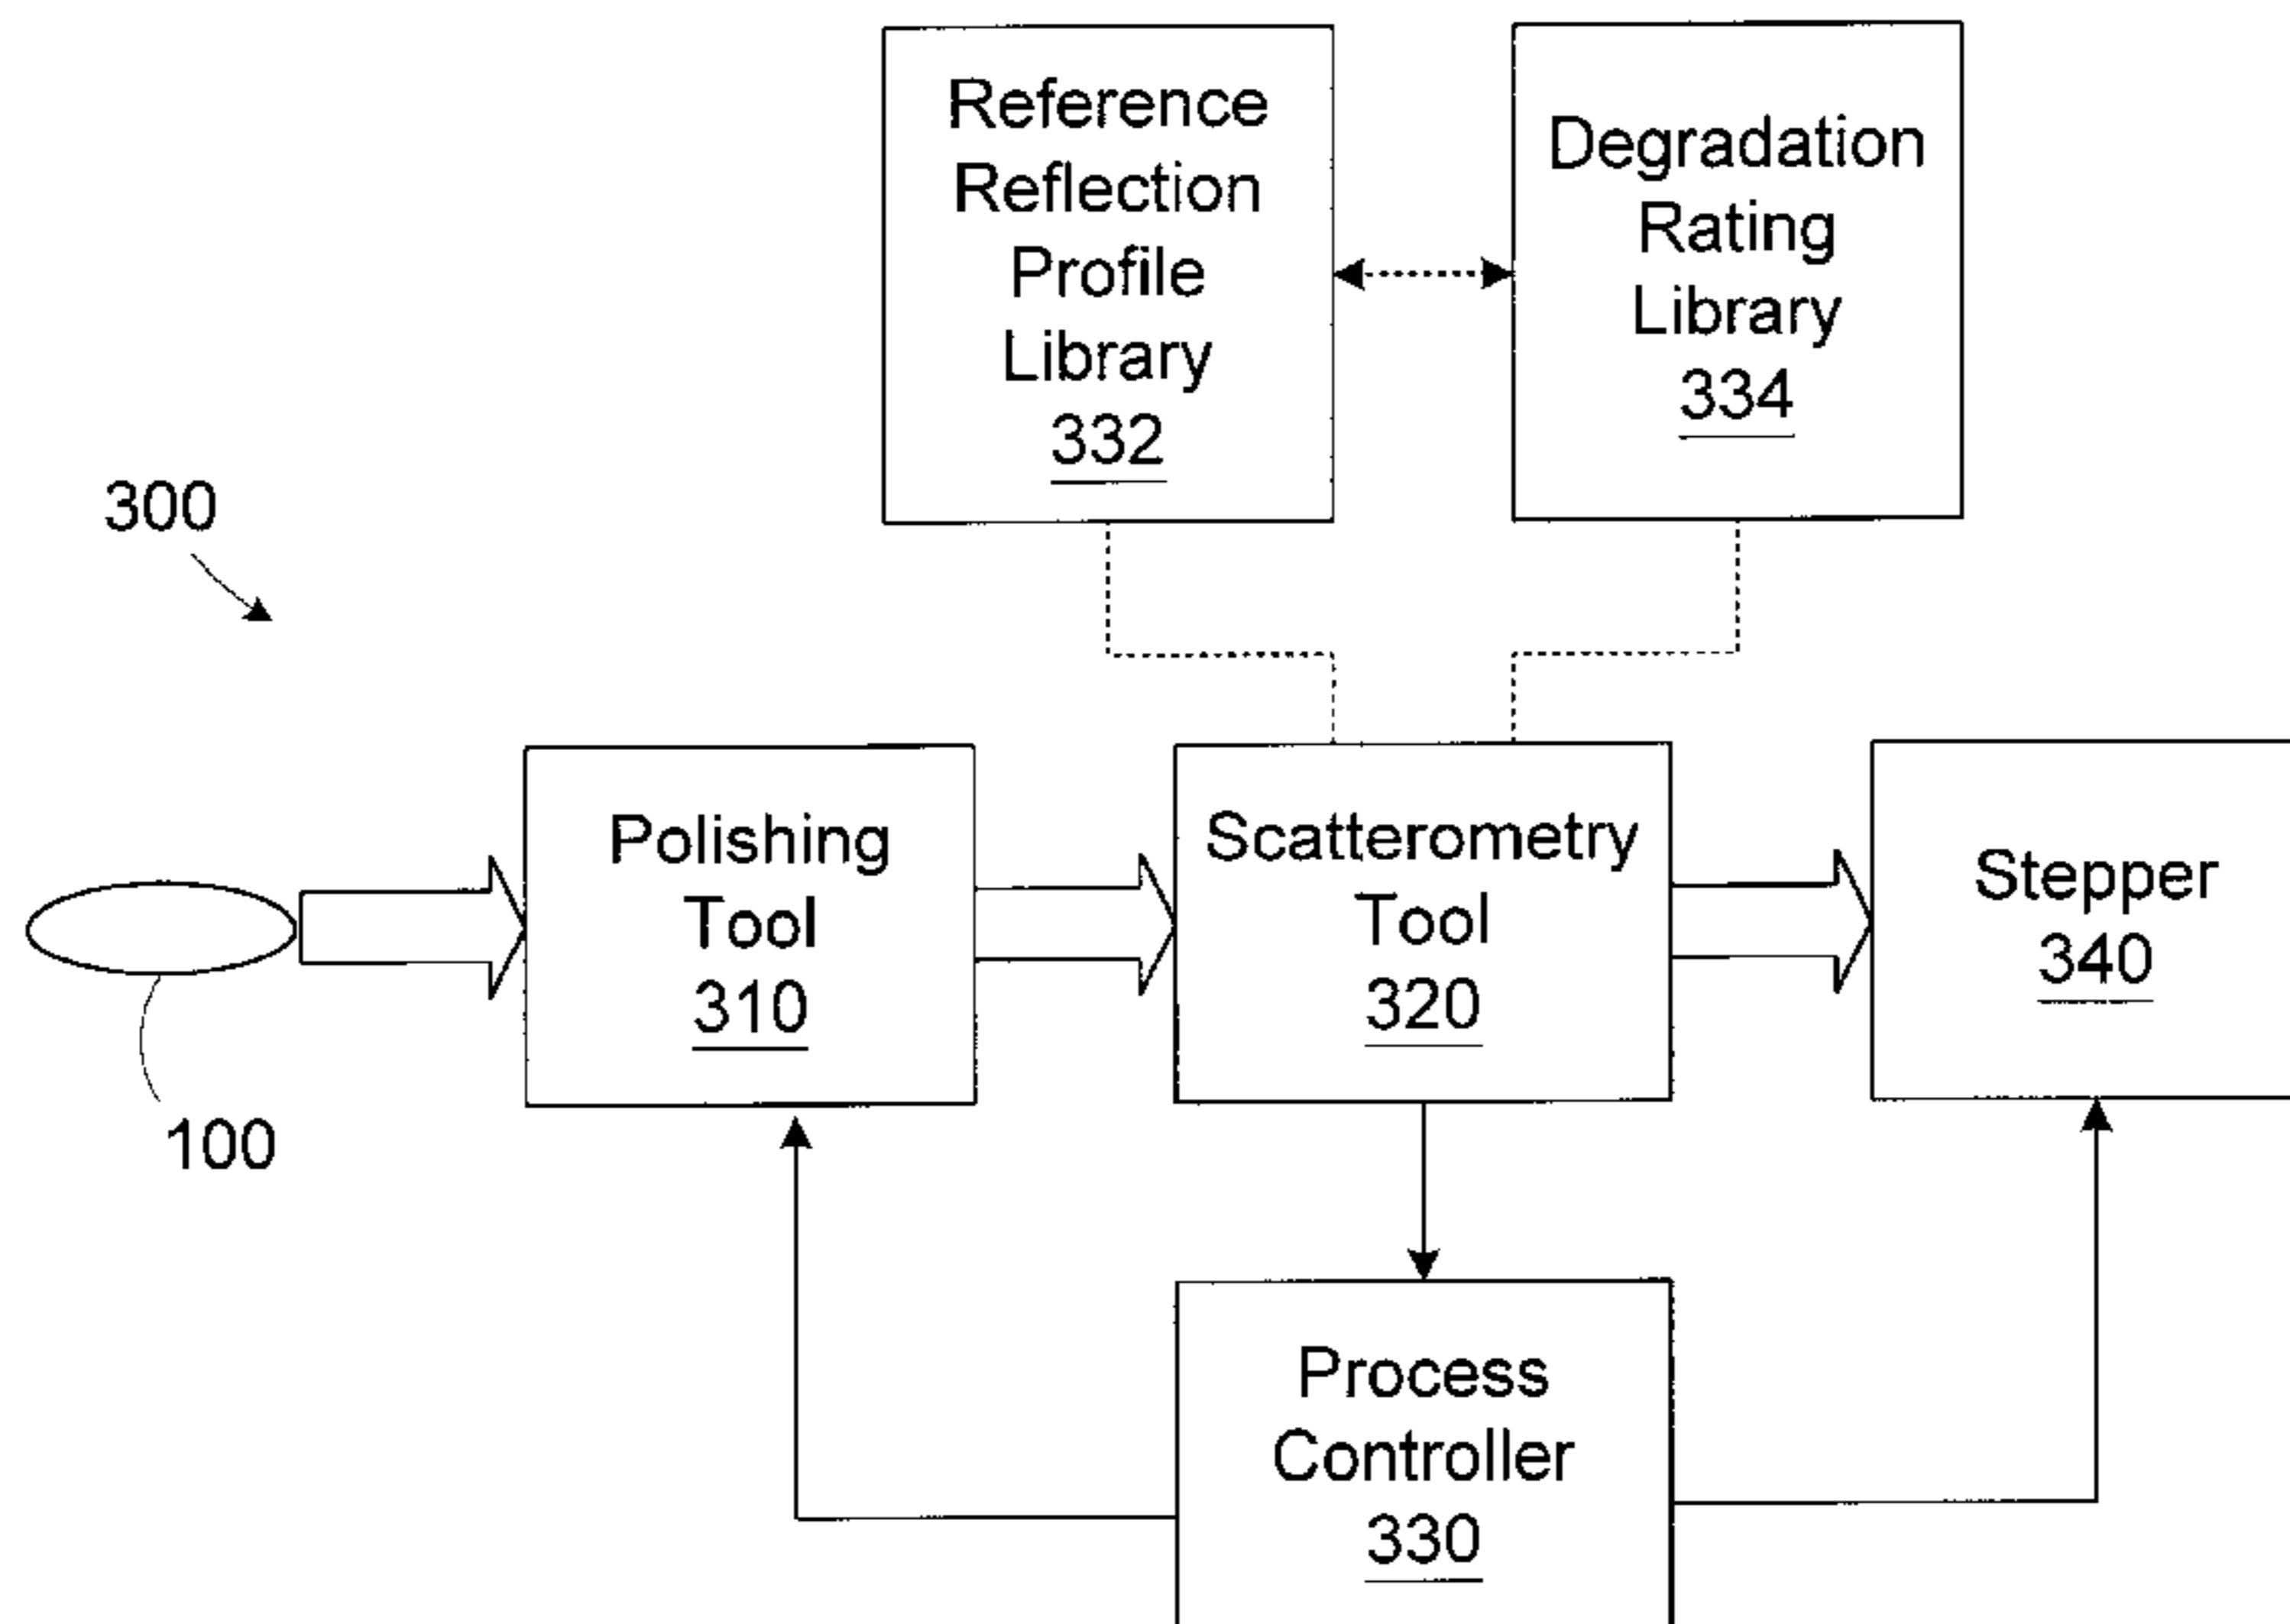 Reference
Reflection
Profile
Library
332
Degradation
Rating
Library
334
300
Polishing
Tool
310
Scatterometry
Tool
320
Stepper
340
100
Process
Controller
330